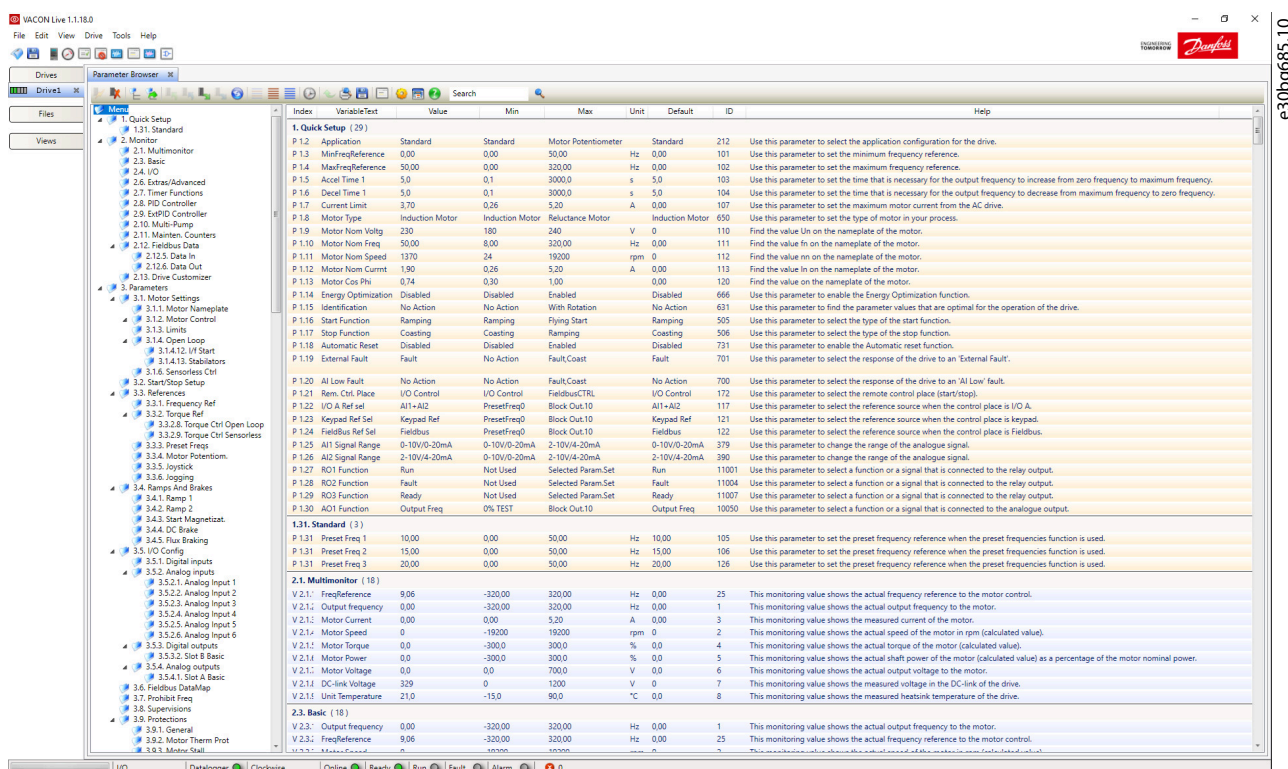 VACON Live 1.1.18.0
File Edit View Drive Tools Help
ENGINEERING
TOMORROW
Danfoss
e30bg685.10
Drives
Drive1
Files
Views
Parameter Browser
Search
Menu
1. Quick Setup
1.31. Standard
2. Monitor
2.1. Multimonitor
2.3. Basic
2.4. I/O
2.6. Extras/Advanced
2.7. Timer Functions
2.8. PID Controller
2.9. ExtPID Controller
2.10. Multi-Pump
2.11. Mainten. Counters
2.12. Fieldbus Data
2.12.5. Data In
2.12.6. Data Out
2.13. Drive Customizer
3. Parameters
3.1. Motor Settings
3.1.1. Motor Nameplate
3.1.2. Motor Control
3.1.3. Limits
3.1.4. Open Loop
3.1.4.12. I/f Start
3.1.4.13. Stabilators
3.1.6. Sensorless Ctrl
3.2. Start/Stop Setup
3.3. References
3.3.1. Frequency Ref
3.3.2. Torque Ref
3.3.2.8. Torque Ctrl Open Loop
3.3.2.9. Torque Ctrl Sensorless
3.3.3. Preset Freqs
3.3.4. Motor Potentiom.
3.3.5. Joystick
3.3.6. Jogging
3.4. Ramps And Brakes
3.4.1. Ramp 1
3.4.2. Ramp 2
3.4.3. Start Magnetizat.
3.4.4. DC Brake
3.4.5. Flux Braking
3.5. I/O Config
3.5.1. Digital inputs
3.5.2. Analog inputs
3.5.2.1. Analog Input 1
3.5.2.2. Analog Input 2
3.5.2.3. Analog Input 3
3.5.2.4. Analog Input 4
3.5.2.5. Analog Input 5
3.5.2.6. Analog Input 6
3.5.3. Digital outputs
3.5.3.2. Slot B Basic
3.5.4. Analog outputs
3.5.4.1. Slot A Basic
3.6. Fieldbus DataMap
3.7. Prohibit Freq
3.8. Supervisions
3.9. Protections
3.9.1. General
3.9.2. Motor Therm Prot
3.9.3. Motor Stall
Index VariableText Value Min Max Unit Default ID Help
1. Quick Setup ( 29 )
P 1.2 Application Standard Standard Motor Potentiometer Standard 212 Use this parameter to select the application configuration for the drive.
P 1.3 MinFreqReference 0,00 0,00 50,00 Hz 0,00 101 Use this parameter to set the minimum frequency reference.
P 1.4 MaxFreqReference 50,00 0,00 320,00 Hz 0,00 102 Use this parameter to set the maximum frequency reference.
P 1.5 Accel Time 1 5,0 0,1 3000,0 s 5,0 103 Use this parameter to set the time that is necessary for the output frequency to increase from zero frequency to maximum frequency.
P 1.6 Decel Time 1 5,0 0,1 3000,0 s 5,0 104 Use this parameter to set the time that is necessary for the output frequency to decrease from maximum frequency to zero frequency.
P 1.7 Current Limit 3,70 0,26 5,20 A 0,00 107 Use this parameter to set the maximum motor current from the AC drive.
P 1.8 Motor Type Induction Motor Induction Motor Reluctance Motor Induction Motor 650 Use this parameter to set the type of motor in your process.
P 1.9 Motor Nom Voltg 230 180 240 V 0 110 Find the value Un on the nameplate of the motor.
P 1.10 Motor Nom Freq 50,00 8,00 320,00 Hz 0,00 111 Find the value fn on the nameplate of the motor.
P 1.11 Motor Nom Speed 1370 24 19200 rpm 0 112 Find the value nn on the nameplate of the motor.
P 1.12 Motor Nom Currnt 1,90 0,26 5,20 A 0,00 113 Find the value In on the nameplate of the motor.
P 1.13 Motor Cos Phi 0,74 0,30 1,00 0,00 120 Find the value on the nameplate of the motor.
P 1.14 Energy Optimization Disabled Disabled Enabled Disabled 666 Use this parameter to enable the Energy Optimization function.
P 1.15 Identification No Action No Action With Rotation No Action 631 Use this parameter to find the parameter values that are optimal for the operation of the drive.
P 1.16 Start Function Ramping Ramping Flying Start Ramping 505 Use this parameter to select the type of the start function.
P 1.17 Stop Function Coasting Coasting Ramping Coasting 506 Use this parameter to select the type of the stop function.
P 1.18 Automatic Reset Disabled Disabled Enabled Disabled 731 Use this parameter to enable the Automatic reset function.
P 1.19 External Fault Fault No Action Fault,Coast Fault 701 Use this parameter to select the response of the drive to an 'External Fault'.
P 1.20 AI Low Fault No Action No Action Fault,Coast No Action 700 Use this parameter to select the response of the drive to an 'AI Low' fault.
P 1.21 Rem. Ctrl. Place I/O Control I/O Control FieldbusCTRL I/O Control 172 Use this parameter to select the remote control place (start/stop).
P 1.22 I/O A Ref sel AI1+AI2 PresetFreq0 Block Out.10 AI1+AI2 117 Use this parameter to select the reference source when the control place is I/O A.
P 1.23 Keypad Ref Sel Keypad Ref PresetFreq0 Block Out.10 Keypad Ref 121 Use this parameter to select the reference source when the control place is keypad.
P 1.24 FieldBus Ref Sel Fieldbus PresetFreq0 Block Out.10 Fieldbus 122 Use this parameter to select the reference source when the control place is Fieldbus.
P 1.25 AI1 Signal Range 0-10V/0-20mA 0-10V/0-20mA 2-10V/4-20mA 0-10V/0-20mA 379 Use this parameter to change the range of the analogue signal.
P 1.26 AI2 Signal Range 2-10V/4-20mA 0-10V/0-20mA 2-10V/4-20mA 2-10V/4-20mA 390 Use this parameter to change the range of the analogue signal.
P 1.27 RO1 Function Run Not Used Selected Param.Set Run 11001 Use this parameter to select a function or a signal that is connected to the relay output.
P 1.28 RO2 Function Fault Not Used Selected Param.Set Fault 11004 Use this parameter to select a function or a signal that is connected to the relay output.
P 1.29 RO3 Function Ready Not Used Selected Param.Set Ready 11007 Use this parameter to select a function or a signal that is connected to the relay output.
P 1.30 AO1 Function Output Freq 0% TEST Block Out.10 Output Freq 10050 Use this parameter to select a function or a signal that is connected to the analogue output.
1.31. Standard ( 3 )
P 1.31 Preset Freq 1 10,00 0,00 50,00 Hz 10,00 105 Use this parameter to set the preset frequency reference when the preset frequencies function is used.
P 1.31 Preset Freq 2 15,00 0,00 50,00 Hz 15,00 106 Use this parameter to set the preset frequency reference when the preset frequencies function is used.
P 1.31 Preset Freq 3 20,00 0,00 50,00 Hz 20,00 126 Use this parameter to set the preset frequency reference when the preset frequencies function is used.
2.1. Multimonitor ( 18 )
V 2.1. FreqReference 9,06 -320,00 320,00 Hz 0,00 25 This monitoring value shows the actual frequency reference to the motor control.
V 2.1. Output frequency 0,00 -320,00 320,00 Hz 0,00 1 This monitoring value shows the actual output frequency to the motor.
V 2.1. Motor Current 0,00 0,00 5,20 A 0,00 3 This monitoring value shows the measured current of the motor.
V 2.1. Motor Speed 0 -19200 19200 rpm 0 2 This monitoring value shows the actual speed of the motor in rpm (calculated value).
V 2.1. Motor Torque 0,0 -300,0 300,0 % 0,0 4 This monitoring value shows the actual torque of the motor (calculated value).
V 2.1. Motor Power 0,0 -300,0 300,0 % 0,0 5 This monitoring value shows the actual shaft power of the motor (calculated value) as a percentage of the motor nominal power.
V 2.1. Motor Voltage 0,0 0,0 700,0 V 0,0 6 This monitoring value shows the actual output voltage to the motor.
V 2.1. DC-link Voltage 329 0 1200 V 0 7 This monitoring value shows the measured voltage in the DC-link of the drive.
V 2.1. Unit Temperature 21,0 -15,0 90,0 °C 0,0 8 This monitoring value shows the measured heatsink temperature of the drive.
2.3. Basic ( 18 )
V 2.3. Output frequency 0,00 -320,00 320,00 Hz 0,00 1 This monitoring value shows the actual output frequency to the motor.
V 2.3. FreqReference 9,06 -320,00 320,00 Hz 0,00 25 This monitoring value shows the actual frequency reference to the motor control.
I/O Datalogger Clockwise Online Ready Run Fault Alarm 0